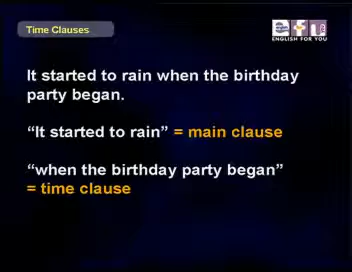 Time Clauses
ENGLISH FOR YOU
It started to rain when the birthday
party began.
“It started to rain” = main clause
“when the birthday party began”
= time clause